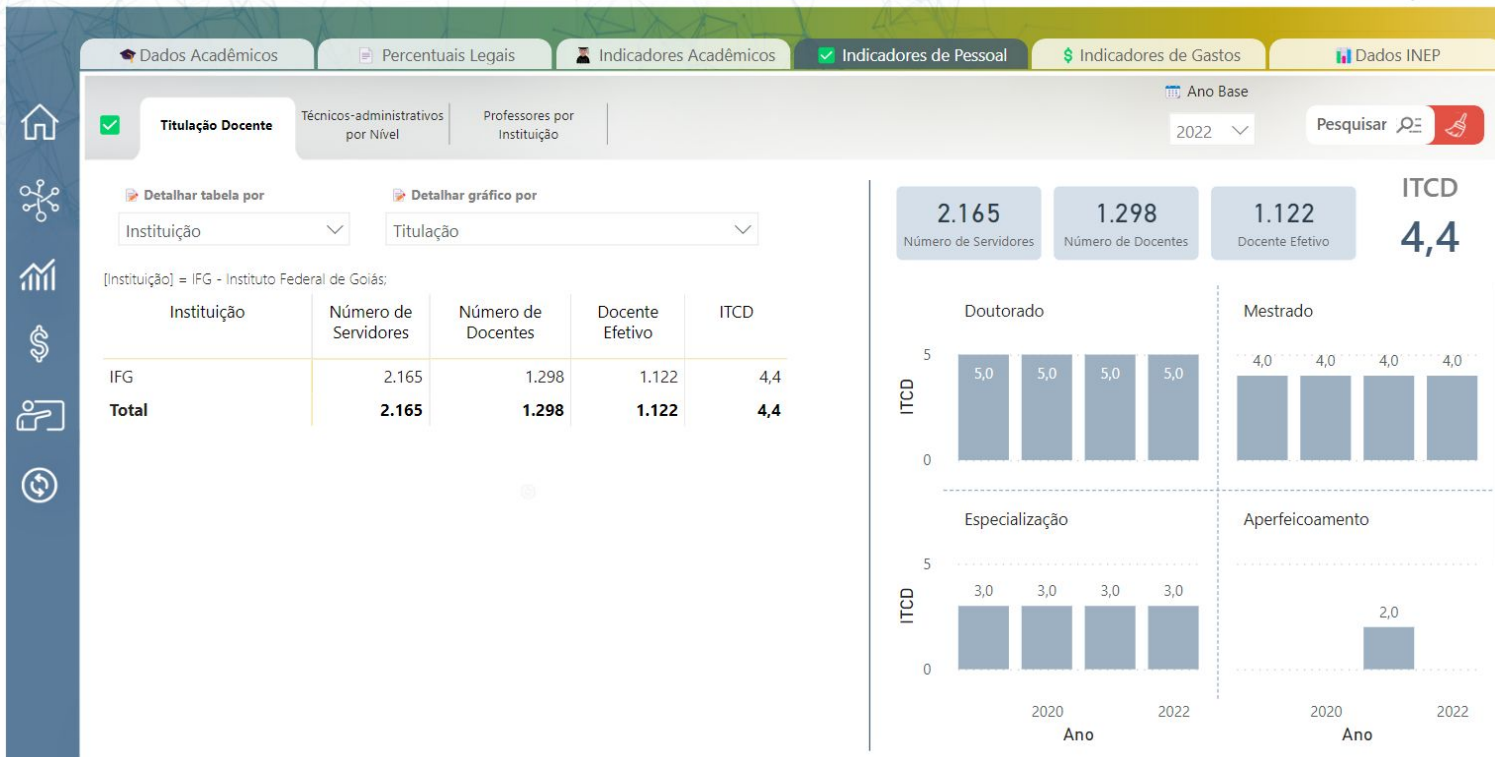 Dados Acadêmicos
Percentuais Legais
Indicadores Acadêmicos
Indicadores de Pessoal
$ Indicadores de Gastos
Dados INEP
Titulação Docente
Técnicos-administrativos
por Nível
Professores por
Instituição
Ano Base
2022
Pesquisar
Detalhar tabela por
Detalhar gráfico por
Instituição
Titulação
[Instituição] = IFG - Instituto Federal de Goiás;
Instituição Número de Servidores Número de Docentes Docente Efetivo ITCD
IFG 2.165 1.298 1.122 4,4
Total 2.165 1.298 1.122 4,4
2.165
Número de Servidores
1.298
Número de Docentes
1.122
Docente Efetivo
ITCD
4,4
Doutorado
ITCD
5
0
5,0 5,0 5,0 5,0
Mestrado
4,0 4,0 4,0 4,0
Especialização
ITCD
5
0
3,0 3,0 3,0 3,0
2020 2022
Ano
Aperfeicoamento
2,0
2020 2022
Ano